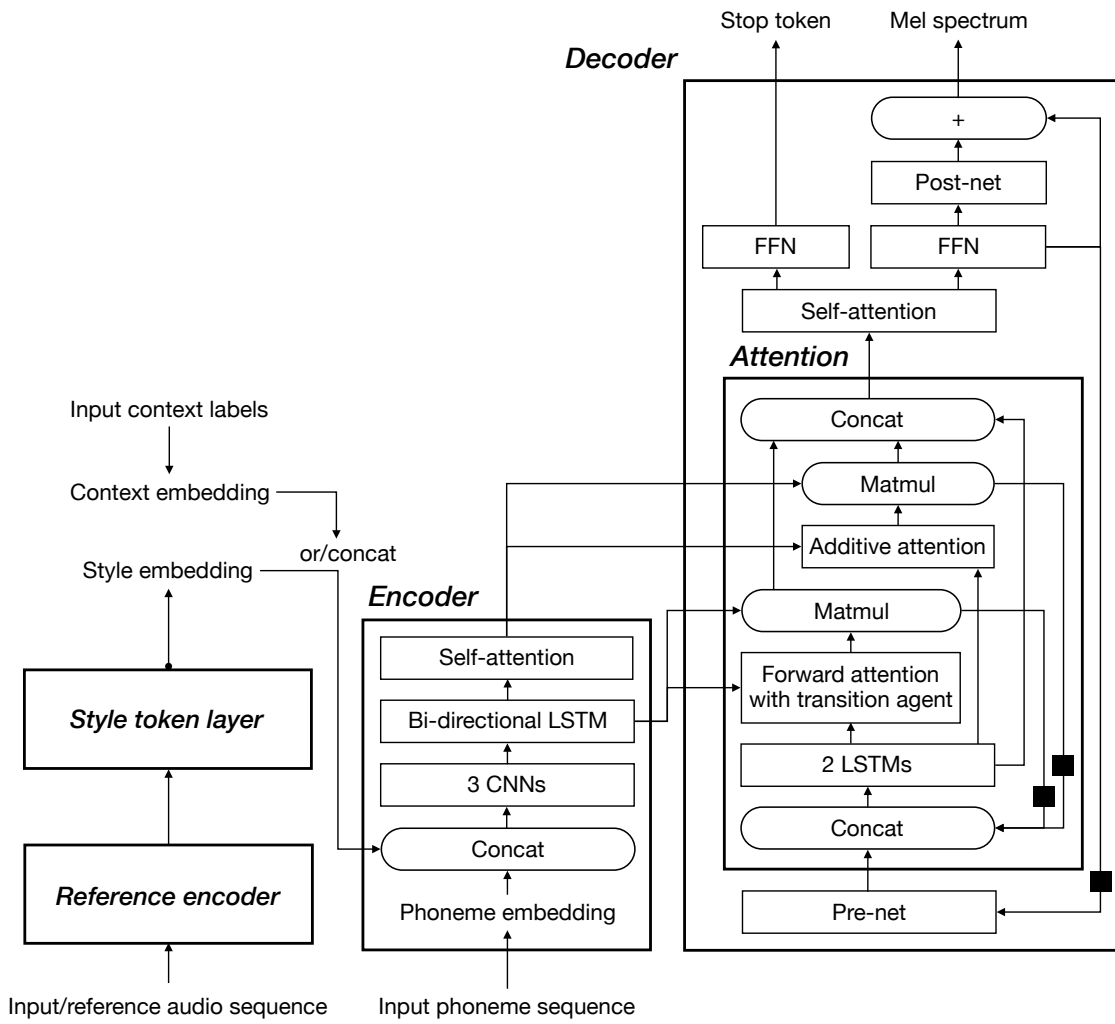 Stop token
Mel spectrum
Decoder
+
Post-net
FFN
FFN
Self-attention
Attention
Concat
Matmul
Additive attention
Matmul
Forward attention
with transition agent
2 LSTMs
Concat
Pre-net
Input context labels
Context embedding
or/concat
Style embedding
Encoder
Self-attention
Bi-directional LSTM
3 CNNs
Concat
Phoneme embedding
Style token layer
Reference encoder
Input/reference audio sequence
Input phoneme sequence